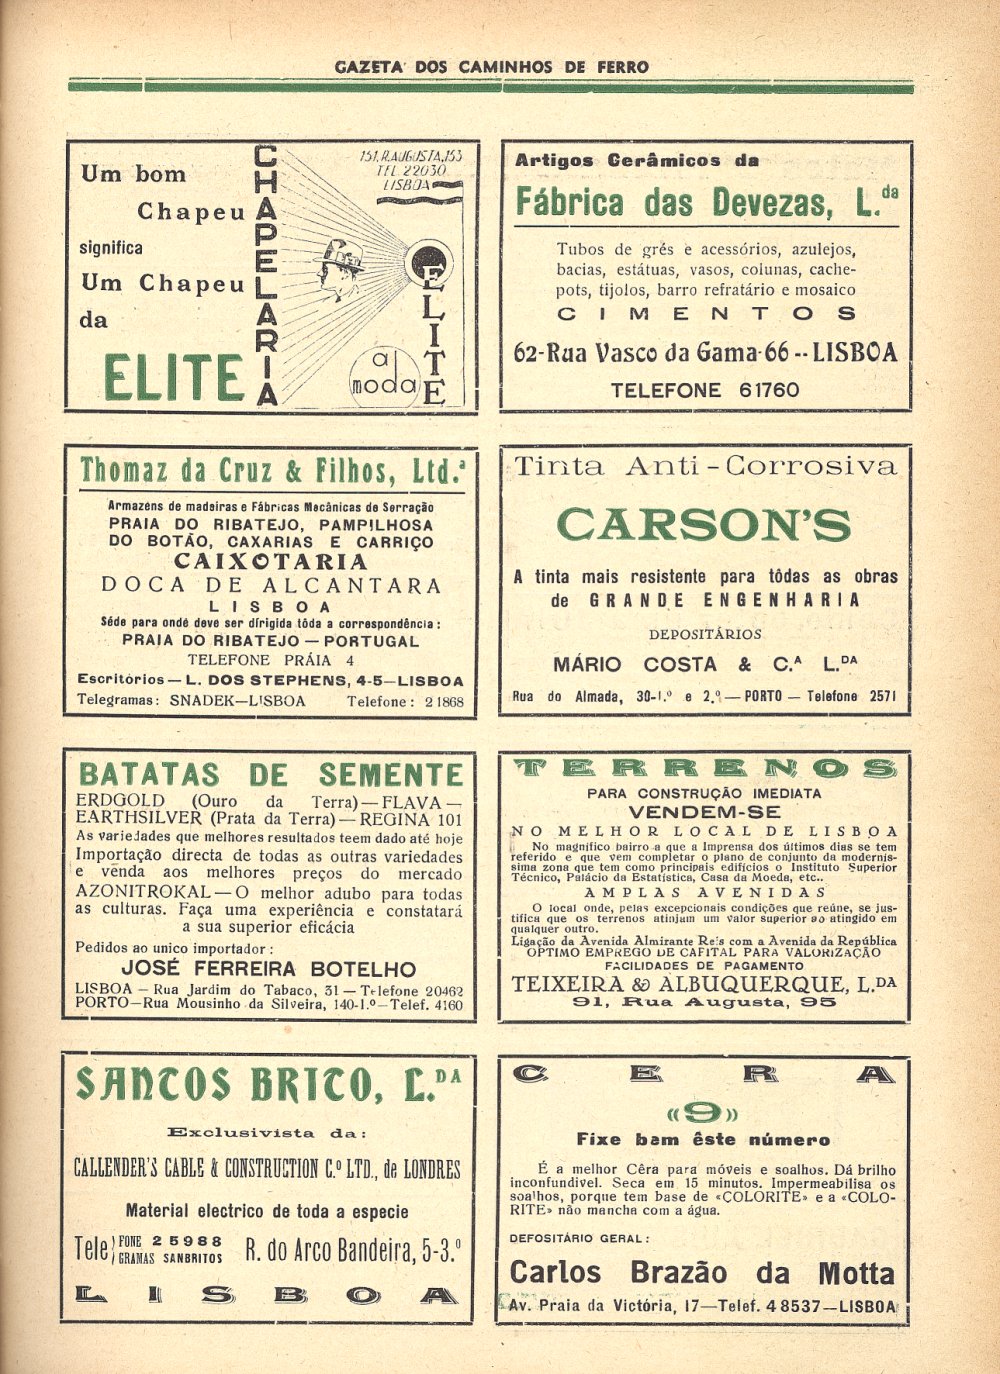 GAZETA DOS CAMINHOS DE FERRO
Um bom
Chapeu
significa
Um Chapeu
da
ELITE
CHAPELARIA
151, R. AUGUSTA, 153
TEL 22030
LISBOA
ELITE
a
moda
Artigos Cerâmicos da
Fábrica das Devezas, L.da
Tubos de grés e acessórios, azulejos,
bacias, estátuas, vasos, colunas, cache-
pots, tijolos, barro refratário e mosaico
CIMENTOS
62-Rua Vasco da Gama-66 -- LISBOA
TELEFONE 61760
Thomaz da Cruz & Filhos, Ltd.ª
Armazens de madeiras e Fábricas Mecânicas de Serração
PRAIA DO RIBATEJO, PAMPILHOSA
DO BOTÃO, CAXARIAS E CARRIÇO
CAIXOTARIA
DOCA DE ALCANTARA
LISBOA
Séde para onde deve ser dirigida tôda a correspondência:
PRAIA DO RIBATEJO — PORTUGAL
TELEFONE PRÁIA 4
Escritórios — L. DOS STEPHENS, 4-5 — LISBOA
Telegramas: SNADEK—LISBOA Telefone: 21868
Tinta Anti-Corrosiva
CARSON'S
A tinta mais resistente para tôdas as obras
de GRANDE ENGENHARIA
DEPOSITÁRIOS
MÁRIO COSTA & C.A L.DA
Rua do Almada, 30-1.º e 2.º — PORTO — Telefone 2571
BATATAS DE SEMENTE
ERDGOLD (Ouro da Terra) — FLAVA —
EARTHSILVER (Prata da Terra) — REGINA 101
As variedades que melhores resultados teem dado até hoje
Importação directa de todas as outras variedades
e venda aos melhores preços do mercado
AZONITROKAL — O melhor adubo para todas
as culturas. Faça uma experiência e constatará
a sua superior eficácia
Pedidos ao unico importador:
JOSÉ FERREIRA BOTELHO
LISBOA — Rua Jardim do Tabaco, 31 — Telefone 20462
PORTO—Rua Mousinho da Silveira, 140-1.º—Telef. 4160
TERRENOS
PARA CONSTRUÇÃO IMEDIATA
VENDEM-SE
NO MELHOR LOCAL DE LISBOA
No magnífico bairro a que a Imprensa dos últimos dias se tem
referido e que vem completar o plano de conjunto da modernis-
sima zona que tem como principais edifícios o Instituto Superior
Técnico, Palácio da Estatística, Casa da Moeda, etc..
AMPLAS AVENIDAS
O local onde, pelas excepcionais condições que reúne, se jus-
tifica que os terrenos atinjam um valor superior ao atingido em
qualquer outro.
Ligação da Avenida Almirante Reis com a Avenida da República
OPTIMO EMPREGO DE CAPITAL PARA VALORIZAÇÃO
FACILIDADES DE PAGAMENTO
TEIXEIRA & ALBUQUERQUE, L.DA
91, Rua Augusta, 95
SANTOS BRITO, L.DA
Exclusivista da:
CALLENDER'S CABLE & CONSTRUCTION C.º LTD., de LONDRES
Material electrico de toda a especie
Tele) FONE 25988
GRAMAS SANBRITOS
R. do Arco Bandeira, 5-3.º
LISBOA
CERA
«9»
Fixe bem êste número
É a melhor Cêra para móveis e soalhos. Dá brilho
inconfundivel. Seca em 15 minutos. Impermeabilisa os
soalhos, porque tem base de «COLORITE» e a «COLO-
RITE» não mancha com a água.
DEPOSITÁRIO GERAL:
Carlos Brazão da Motta
Av. Praia da Victória, 17—Telef. 48537—LISBOA